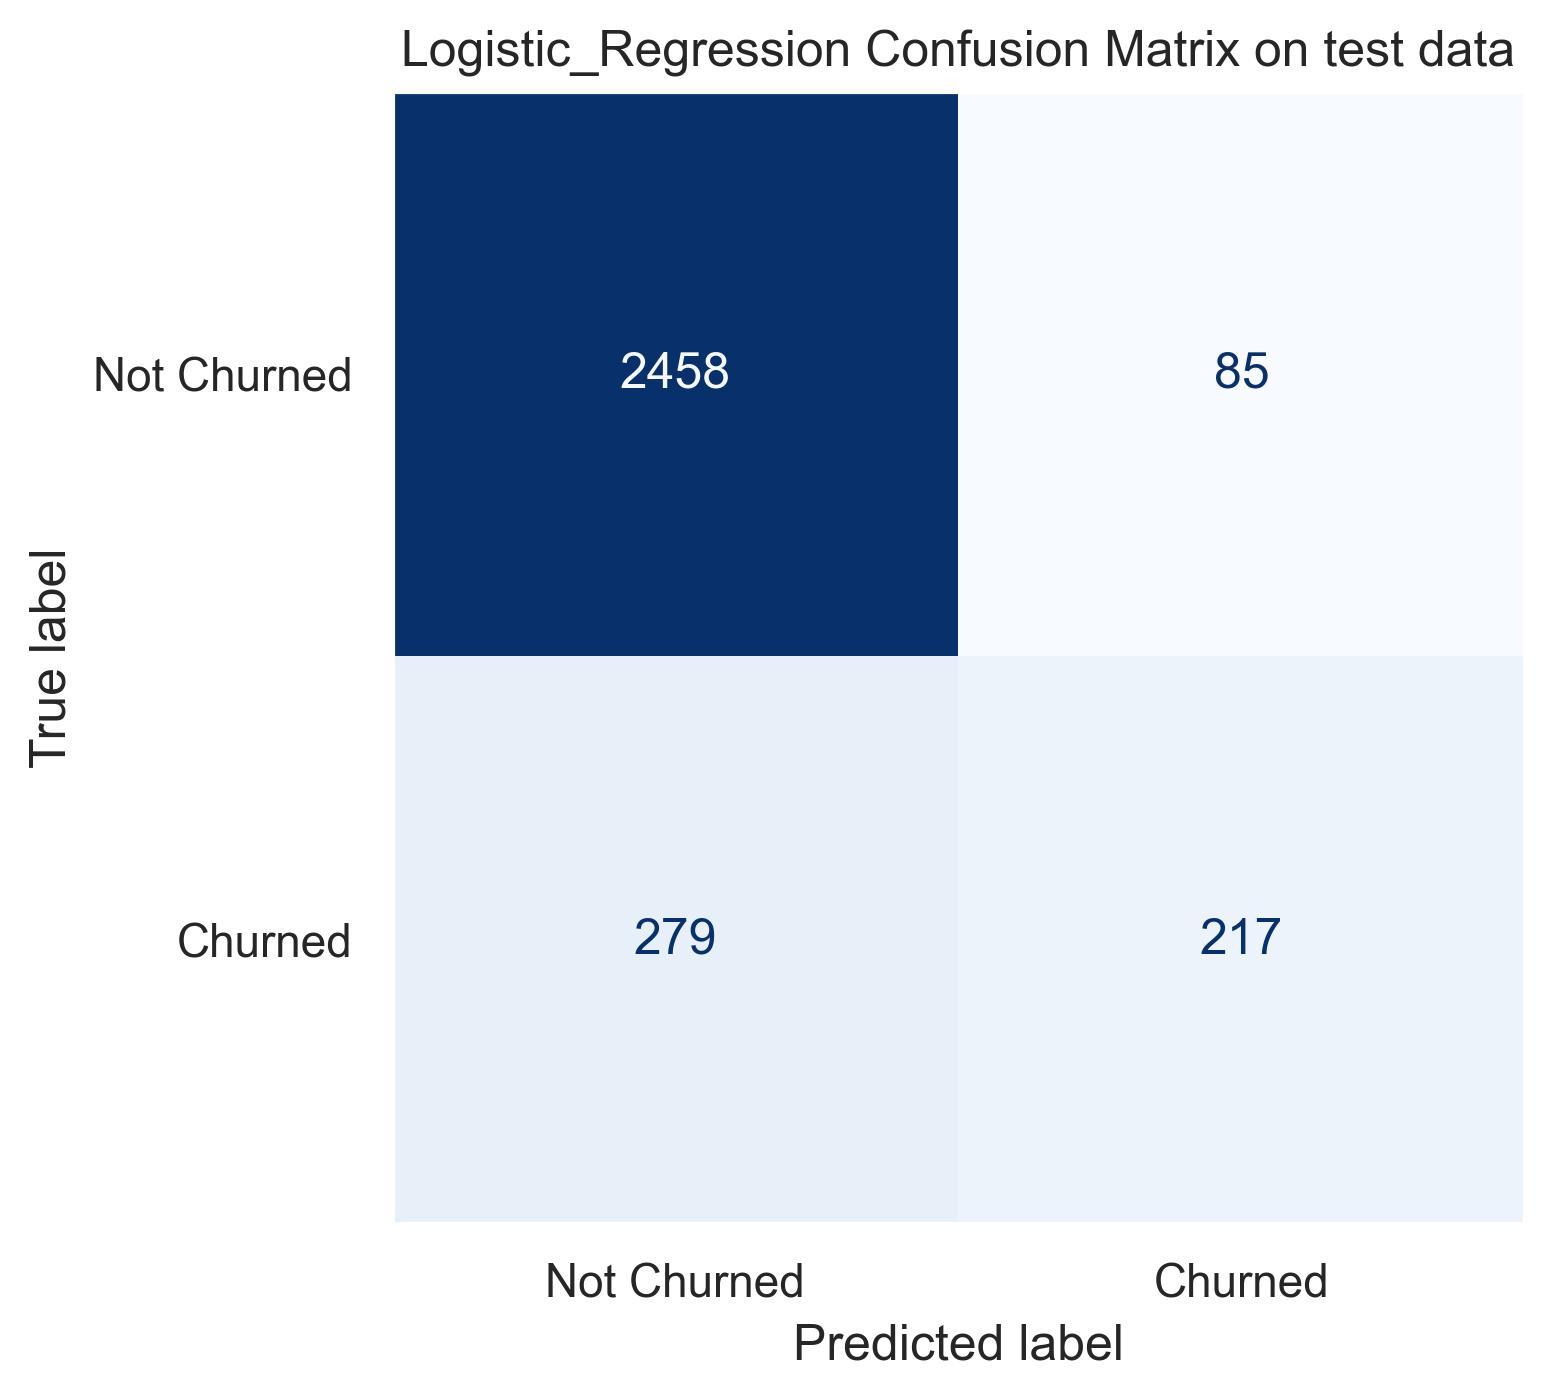 Logistic_Regression Confusion Matrix on test data
True label
Not Churned
2458
85
Churned
279
217
Not Churned
Churned
Predicted label